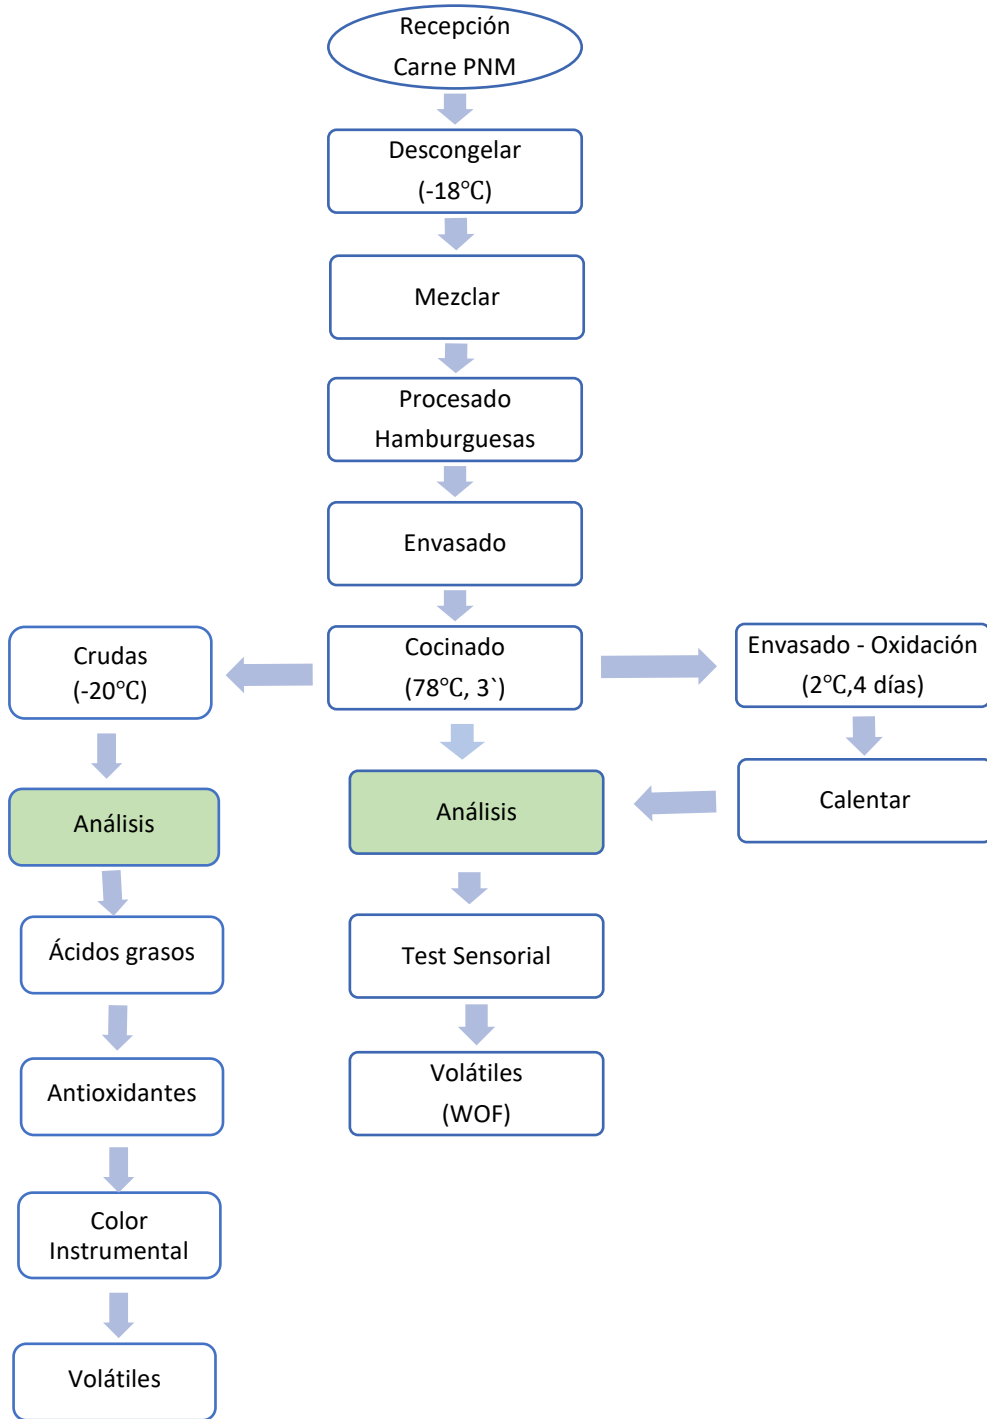 Recepción
Carne PNM
Descongelar
(-18℃)
Mezclar
Procesado
Hamburguesas
Envasado
Crudas
(-20℃)
Cocinado
(78℃, 3`)
Envasado - Oxidación
(2℃,4 días)
Análisis
Análisis
Calentar
Ácidos grasos
Test Sensorial
Antioxidantes
Volátiles
(WOF)
Color
Instrumental
Volátiles